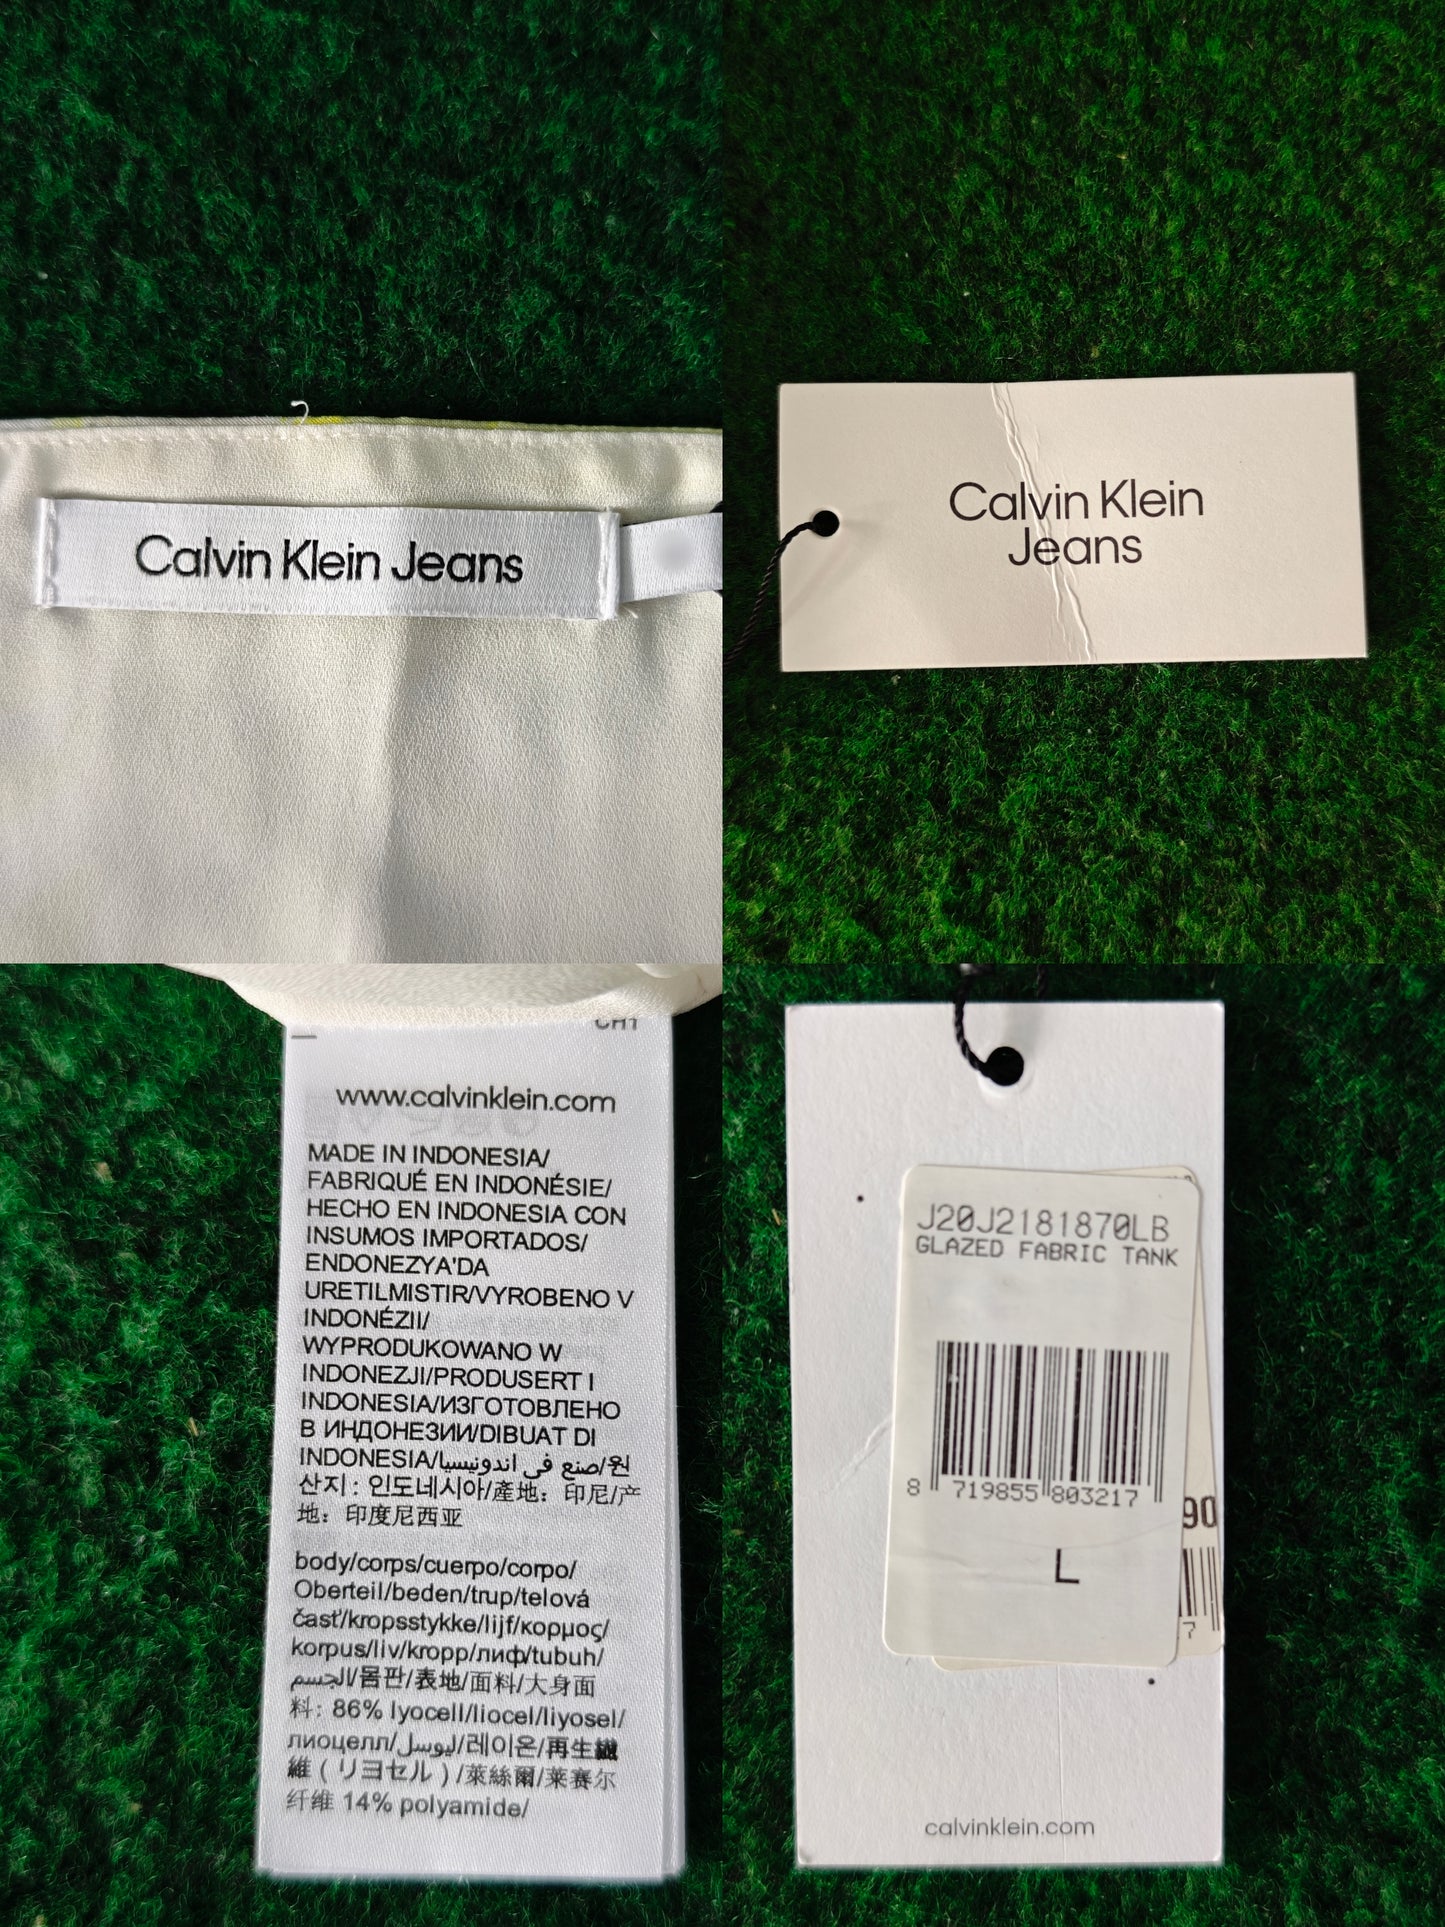 Calvin Klein Jeans
Calvin Klein
Jeans
CH1
www.calvinklein.com
MADE IN INDONESIA/
FABRIQUÉ EN INDONÉSIE/
HECHO EN INDONESIA CON
INSUMOS IMPORTADOS/
ENDONEZYA'DA
URETILMISTIR/VYROBENO V
INDONÉZII/
WYPRODUKOWANO W
INDONEZJI/PRODUSERT I
INDONESIA/ИЗГОТОВЛЕНО
В ИНДОНЕЗИИ/DIBUAT DI
INDONESIA/صنع في اندونيسيا/원
산지 : 인도네시아/產地：印尼/产
地：印度尼西亚
body/corps/cuerpo/corpo/
Oberteil/beden/trup/telová
časť/kropsstykke/lijf/κορμος/
korpus/liv/kropp/лиф/tubuh/
الجسم/몸판/表地/面料/大身面
料: 86% lyocell/liocel/liyosel/
лиоцелл/ليوسل/레이온/再生繊
維 ( リヨセル ) /萊絲爾/莱赛尔
纤维 14% polyamide/
J20J2181870LB
GLAZED FABRIC TANK
8 719855 803217
L
90
7
calvinklein.com